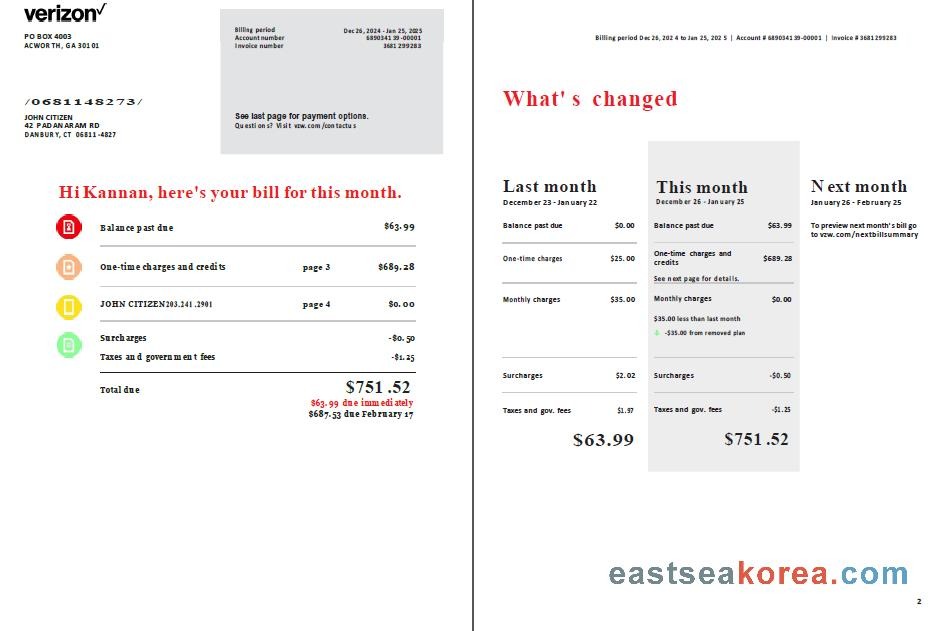 verizon✓
PO BOX 4003
ACWORTH, GA 30101
Billing period Dec 26, 2024 - Jan 25, 2025
Account number 689034139-00001
Invoice number 3681299283
/0681148273/
JOHN CITIZEN
42 PADANARAM RD
DANBURY, CT 06811-4827
See last page for payment options.
Questions? Visit vzw.com/contactus
Hi Kannan, here's your bill for this month.
Balance past due $63.99
One-time charges and credits page 3 $689.28
JOHN CITIZEN203.241.2901 page 4 $0.00
Surcharges -$0.50
Taxes and government fees -$1.25
Total due $751.52
$63.99 due immediately
$687.53 due February 17
Billing period Dec 26, 2024 to Jan 25, 2025 | Account # 689034139-00001 | Invoice # 3681299283
What's changed
Last month
December 23 - January 22
Balance past due $0.00
One-time charges $25.00
Monthly charges $35.00
Surcharges $2.02
Taxes and gov. fees $1.97
$63.99
This month
December 26 - January 25
Balance past due $63.99
One-time charges and
credits $689.28
See next page for details.
Monthly charges $0.00
$35.00 less than last month
-$35.00 from removed plan
Surcharges -$0.50
Taxes and gov. fees -$1.25
$751.52
Next month
January 26 - February 25
To preview next month's bill go
to vzw.com/nextbillsummary
eastseakorea.com
2